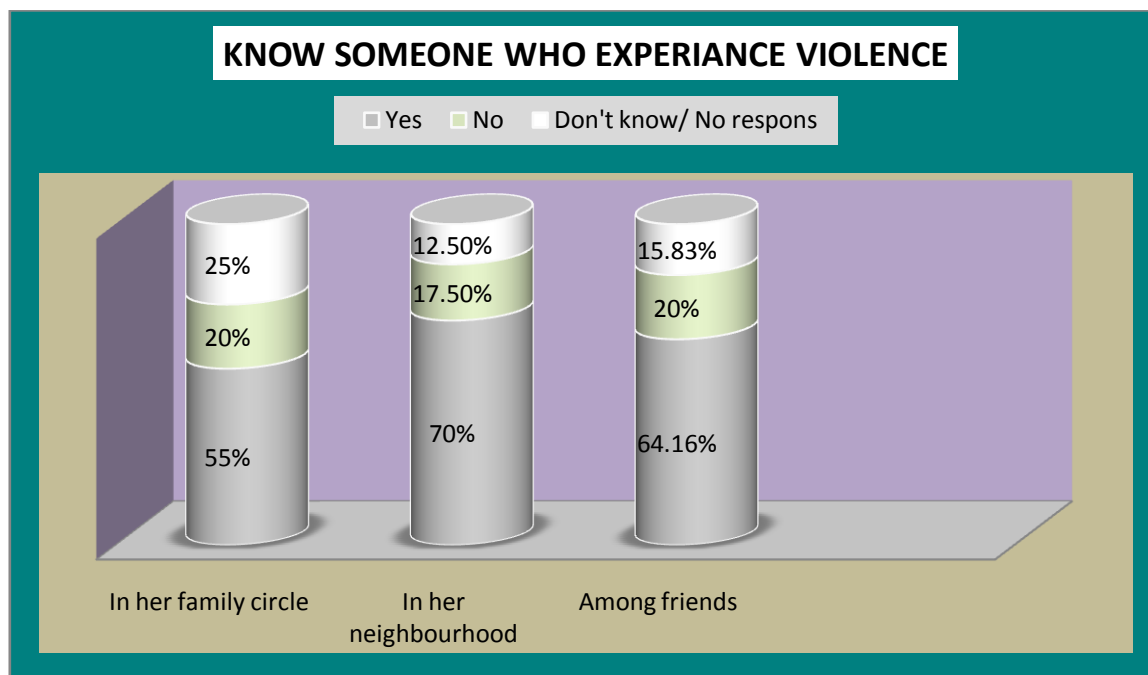 KNOW SOMEONE WHO EXPERIANCE VIOLENCE
Yes No Don't know/ No respons
25% 12.50% 15.83%
20% 17.50% 20%
55% 70% 64.16%
In her family circle In her Among friends
neighbourhood